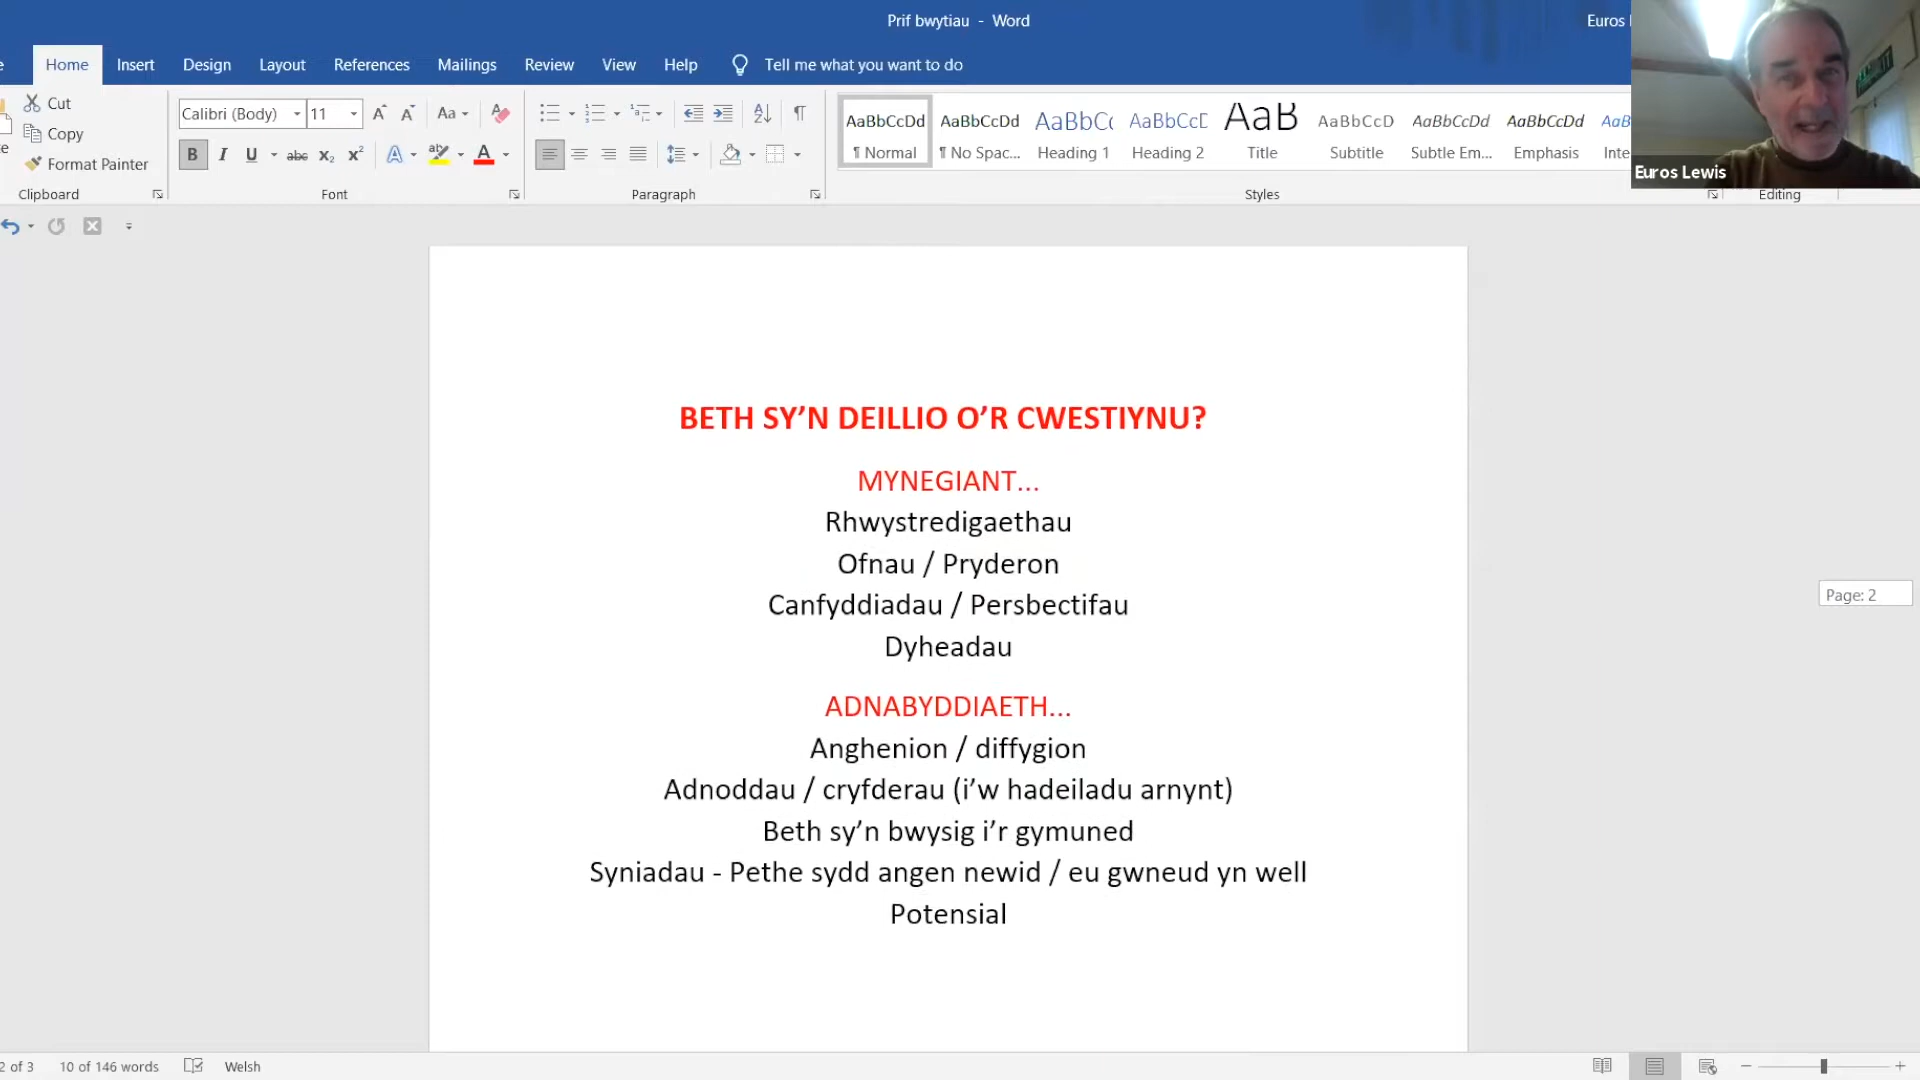 Prif bwytiau - Word
Euros
Home Insert Design Layout References Mailings Review View Help Tell me what you want to do
Cut
Copy
Format Painter
Clipboard
Calibri (Body) 11
Font
Paragraph
AaBbCcDd AaBbCcDd AaBbCc AaBbCcD AaB AaBbCcD AaBbCcDd AaBbCcDd AaBb
¶ Normal ¶ No Spac... Heading 1 Heading 2 Title Subtitle Subtle Em... Emphasis Inte
Styles
Editing
Euros Lewis
BETH SY’N DEILLIO O’R CWESTIYNU?
MYNEGIANT...
Rhwystredigaethau
Ofnau / Pryderon
Canfyddiadau / Persbectifau
Dyheadau
ADNABYDDIAETH...
Anghenion / diffygion
Adnoddau / cryfderau (i’w hadeiladu arnynt)
Beth sy’n bwysig i’r gymuned
Syniadau - Pethe sydd angen newid / eu gwneud yn well
Potensial
Page: 2
2 of 3 10 of 146 words Welsh